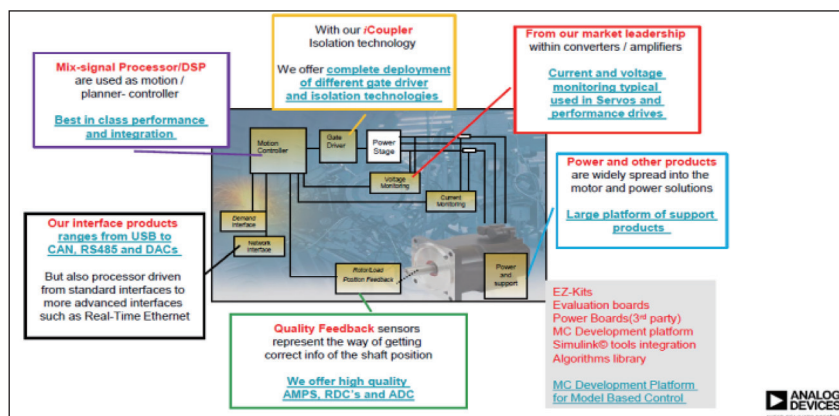 Mix-signal Processor/DSP
are used as motion /
planner- controller
Best in class performance
and integration
With our iCoupler
Isolation technology
We offer complete deployment
of different gate driver
and isolation technologies
From our market leadership
within converters / amplifiers
Current and voltage
monitoring typical
used in Servos and
performance drives
Motion
Controller
Gate
Driver
Power
Stage
Voltage
Monitoring
Current
Monitoring
Demand
Interface
Network
Interface
Rotor/Load
Position Feedback
Power
and
support
Power and other products
are widely spread into the
motor and power solutions
Large platform of support
products
Our interface products
ranges from USB to
CAN, RS485 and DACs
But also processor driven
from standard interfaces to
more advanced interfaces
such as Real-Time Ethernet
Quality Feedback sensors
represent the way of getting
correct info of the shaft position
We offer high quality
AMPS, RDC's and ADC
EZ-Kits
Evaluation boards
Power Boards(3rd party)
MC Development platform
Simulink© tools integration
Algorithms library
MC Development Platform
for Model Based Control
ANALOG
DEVICES